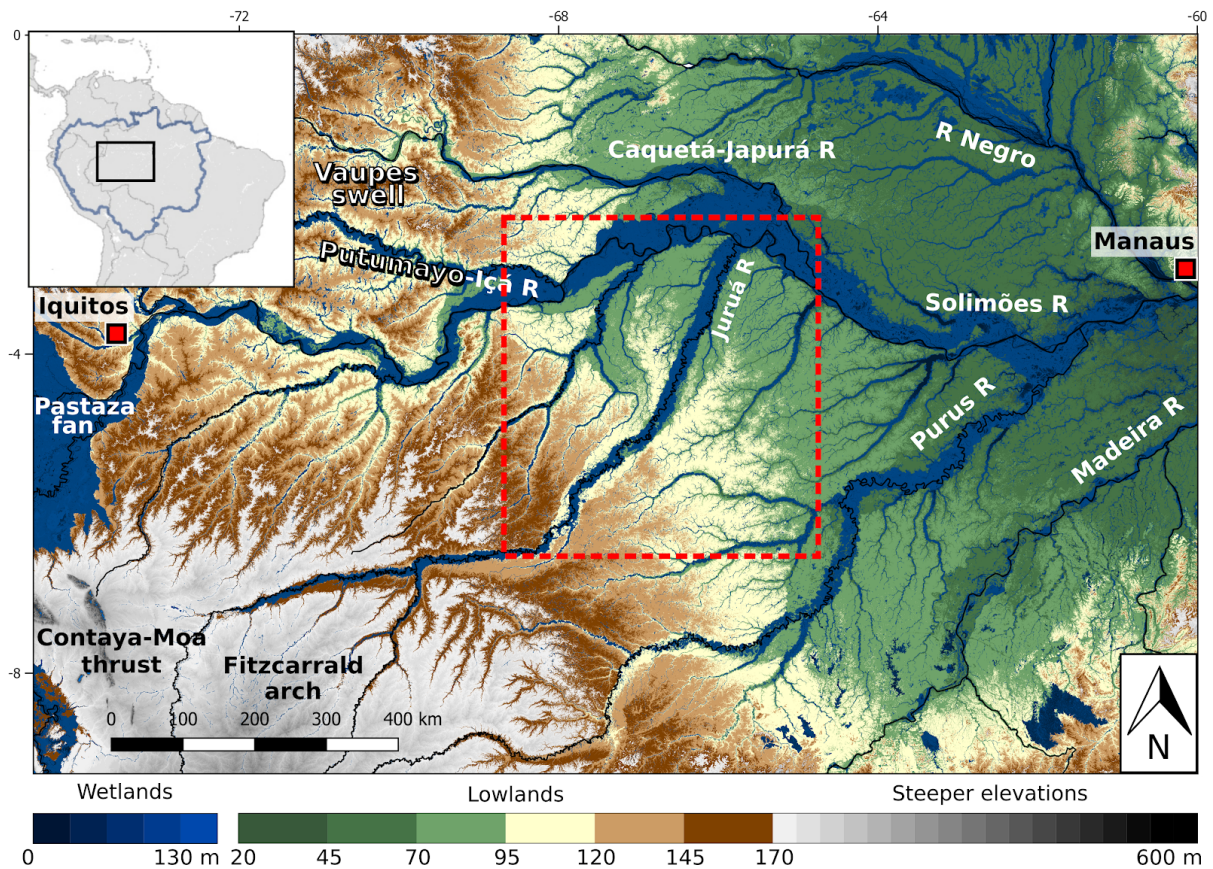 -72
-68
-64
-60
0
-4
-8
Caquetá-Japurá R
R Negro
Vaupes
swell
Manaus
Putumayo-Içá R
Iquitos
Juruá R
Solimões R
Pastaza
fan
Purus R
Madeira R
Contaya-Moa
thrust
Fitzcarrald
arch
0 100 200 300 400 km
N
Wetlands
Lowlands
Steeper elevations
0 130 m 20 45 70 95 120 145 170 600 m